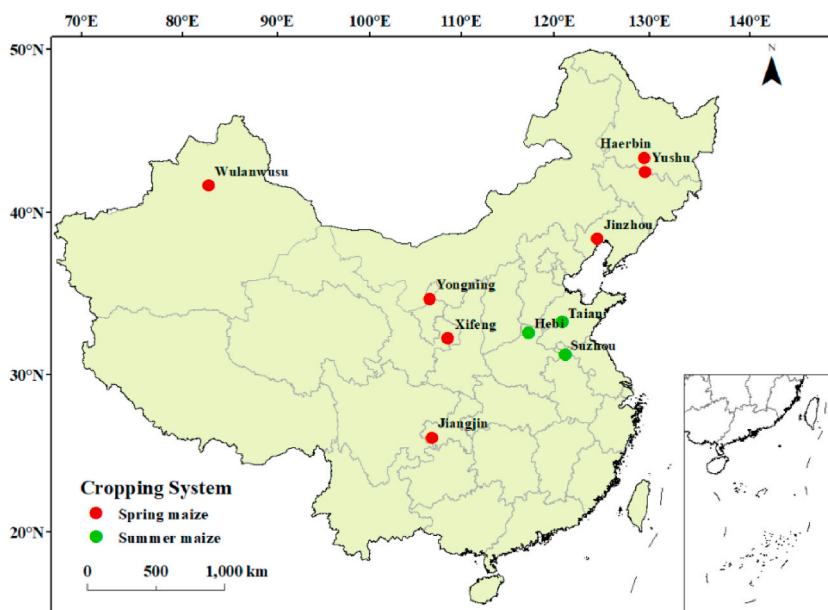 70°E 80°E 90°E 100°E 110°E 120°E 130°E 140°E
N
50°N
40°N
30°N
20°N
Haerbin
Yushu
Wulanwusu
Jinzhou
Yongning
Taian
Hebi
Xifeng
Suzhou
Jiangjin
Cropping System
Spring maize
Summer maize
0 500 1,000 km